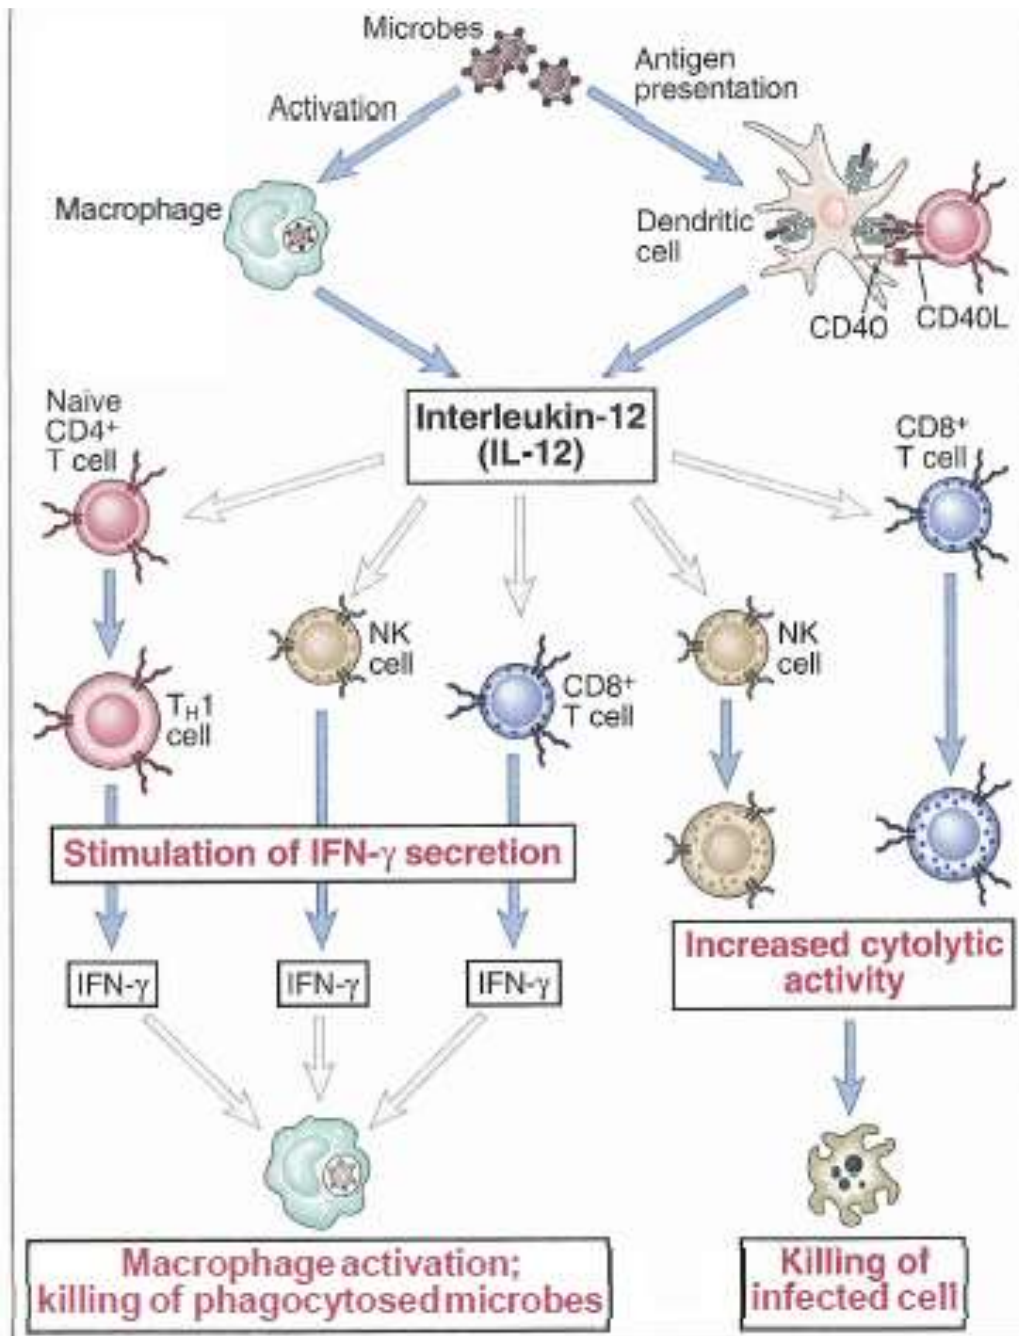 Microbes
Antigen
presentation
Activation
Macrophage
Dendritic
cell
CD40
CD40L
Interleukin-12
(IL-12)
Naïve
CD4+
T cell
CD8+
T cell
NK
cell
NK
cell
CD8+
T cell
TH1
cell
Stimulation of IFN-γ secretion
Increased cytolytic
activity
IFN-γ
IFN-γ
IFN-γ
Macrophage activation;
killing of phagocytosed microbes
Killing of
infected cell